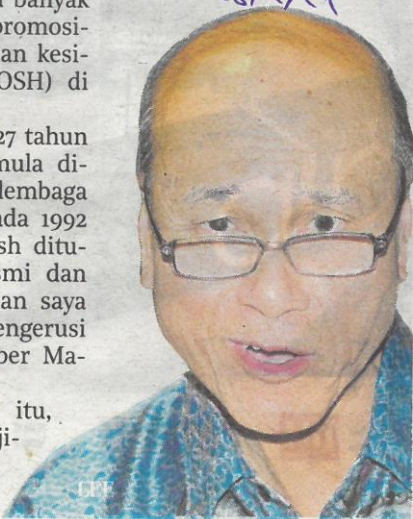 banyak
promosi-
an kesi-
OSH) di
27 tahun
mula di-
lembaga
ada 1992
sh ditu-
smi dan
an saya
engerusi
ber Ma-
itu,
ji-